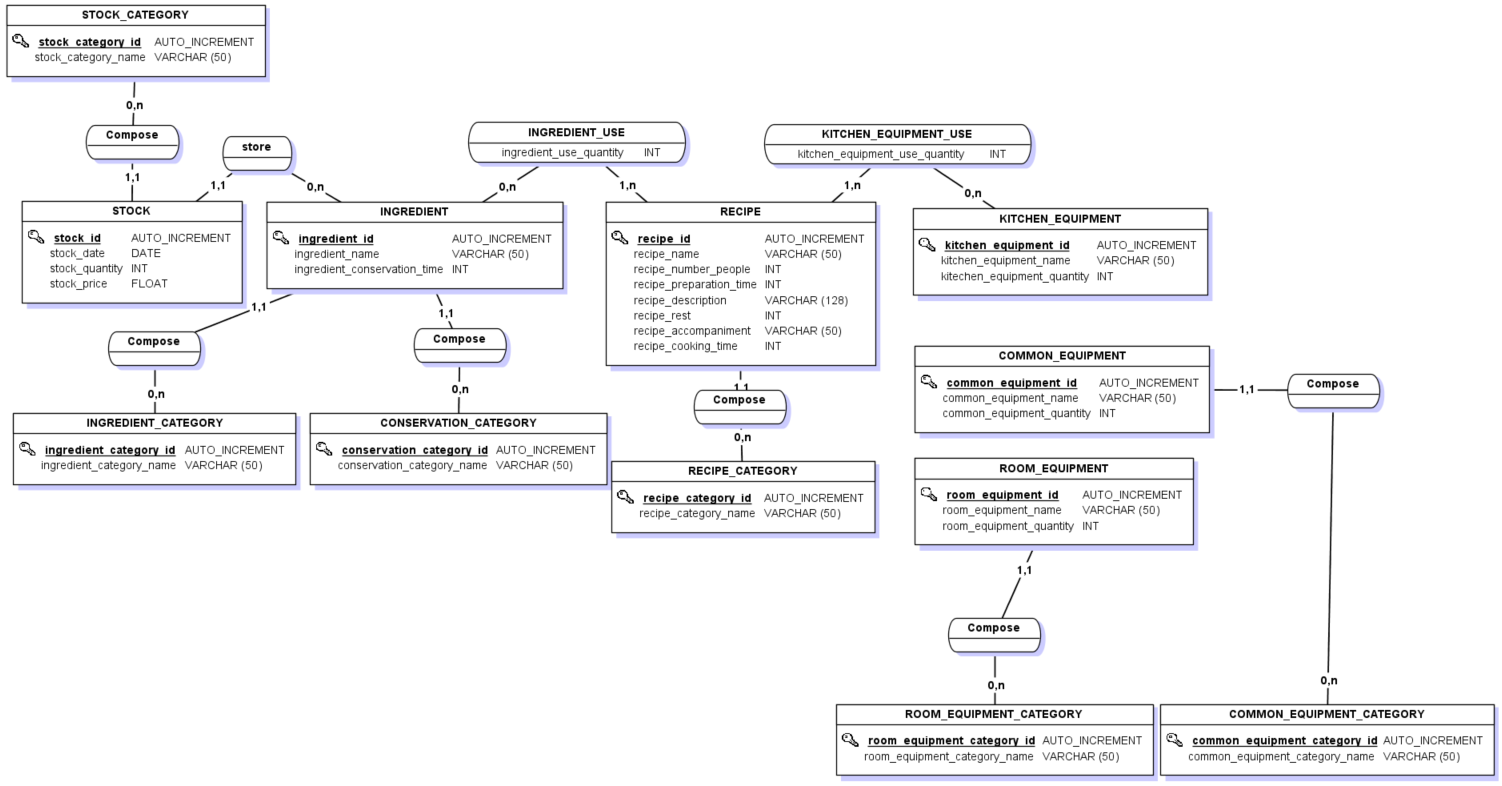 STOCK_CATEGORY
stock_category_id AUTO_INCREMENT
stock_category_name VARCHAR (50)
0,n
Compose
1,1
store
1,1
0,n
INGREDIENT_USE
ingredient_use_quantity INT
0,n
1,n
KITCHEN_EQUIPMENT_USE
kitchen_equipment_use_quantity INT
1,n
0,n
STOCK
stock_id AUTO_INCREMENT
stock_date DATE
stock_quantity INT
stock_price FLOAT
INGREDIENT
ingredient_id AUTO_INCREMENT
ingredient_name VARCHAR (50)
ingredient_conservation_time INT
RECIPE
recipe_id AUTO_INCREMENT
recipe_name VARCHAR (50)
recipe_number_people INT
recipe_preparation_time INT
recipe_description VARCHAR (128)
recipe_rest INT
recipe_accompaniment VARCHAR (50)
recipe_cooking_time INT
KITCHEN_EQUIPMENT
kitchen_equipment_id AUTO_INCREMENT
kitchen_equipment_name VARCHAR (50)
kitechen_equipment_quantity INT
1,1
Compose
0,n
1,1
Compose
0,n
1,1
Compose
0,n
COMMON_EQUIPMENT
common_equipment_id AUTO_INCREMENT
common_equipment_name VARCHAR (50)
common_equipment_quantity INT
1,1
Compose
0,n
INGREDIENT_CATEGORY
ingredient_category_id AUTO_INCREMENT
ingredient_category_name VARCHAR (50)
CONSERVATION_CATEGORY
conservation_category_id AUTO_INCREMENT
conservation_category_name VARCHAR (50)
RECIPE_CATEGORY
recipe_category_id AUTO_INCREMENT
recipe_category_name VARCHAR (50)
ROOM_EQUIPMENT
room_equipment_id AUTO_INCREMENT
room_equipment_name VARCHAR (50)
room_equipment_quantity INT
1,1
Compose
0,n
ROOM_EQUIPMENT_CATEGORY
room_equipment_category_id AUTO_INCREMENT
room_equipment_category_name VARCHAR (50)
COMMON_EQUIPMENT_CATEGORY
common_equipment_category_id AUTO_INCREMENT
common_equipment_category_name VARCHAR (50)